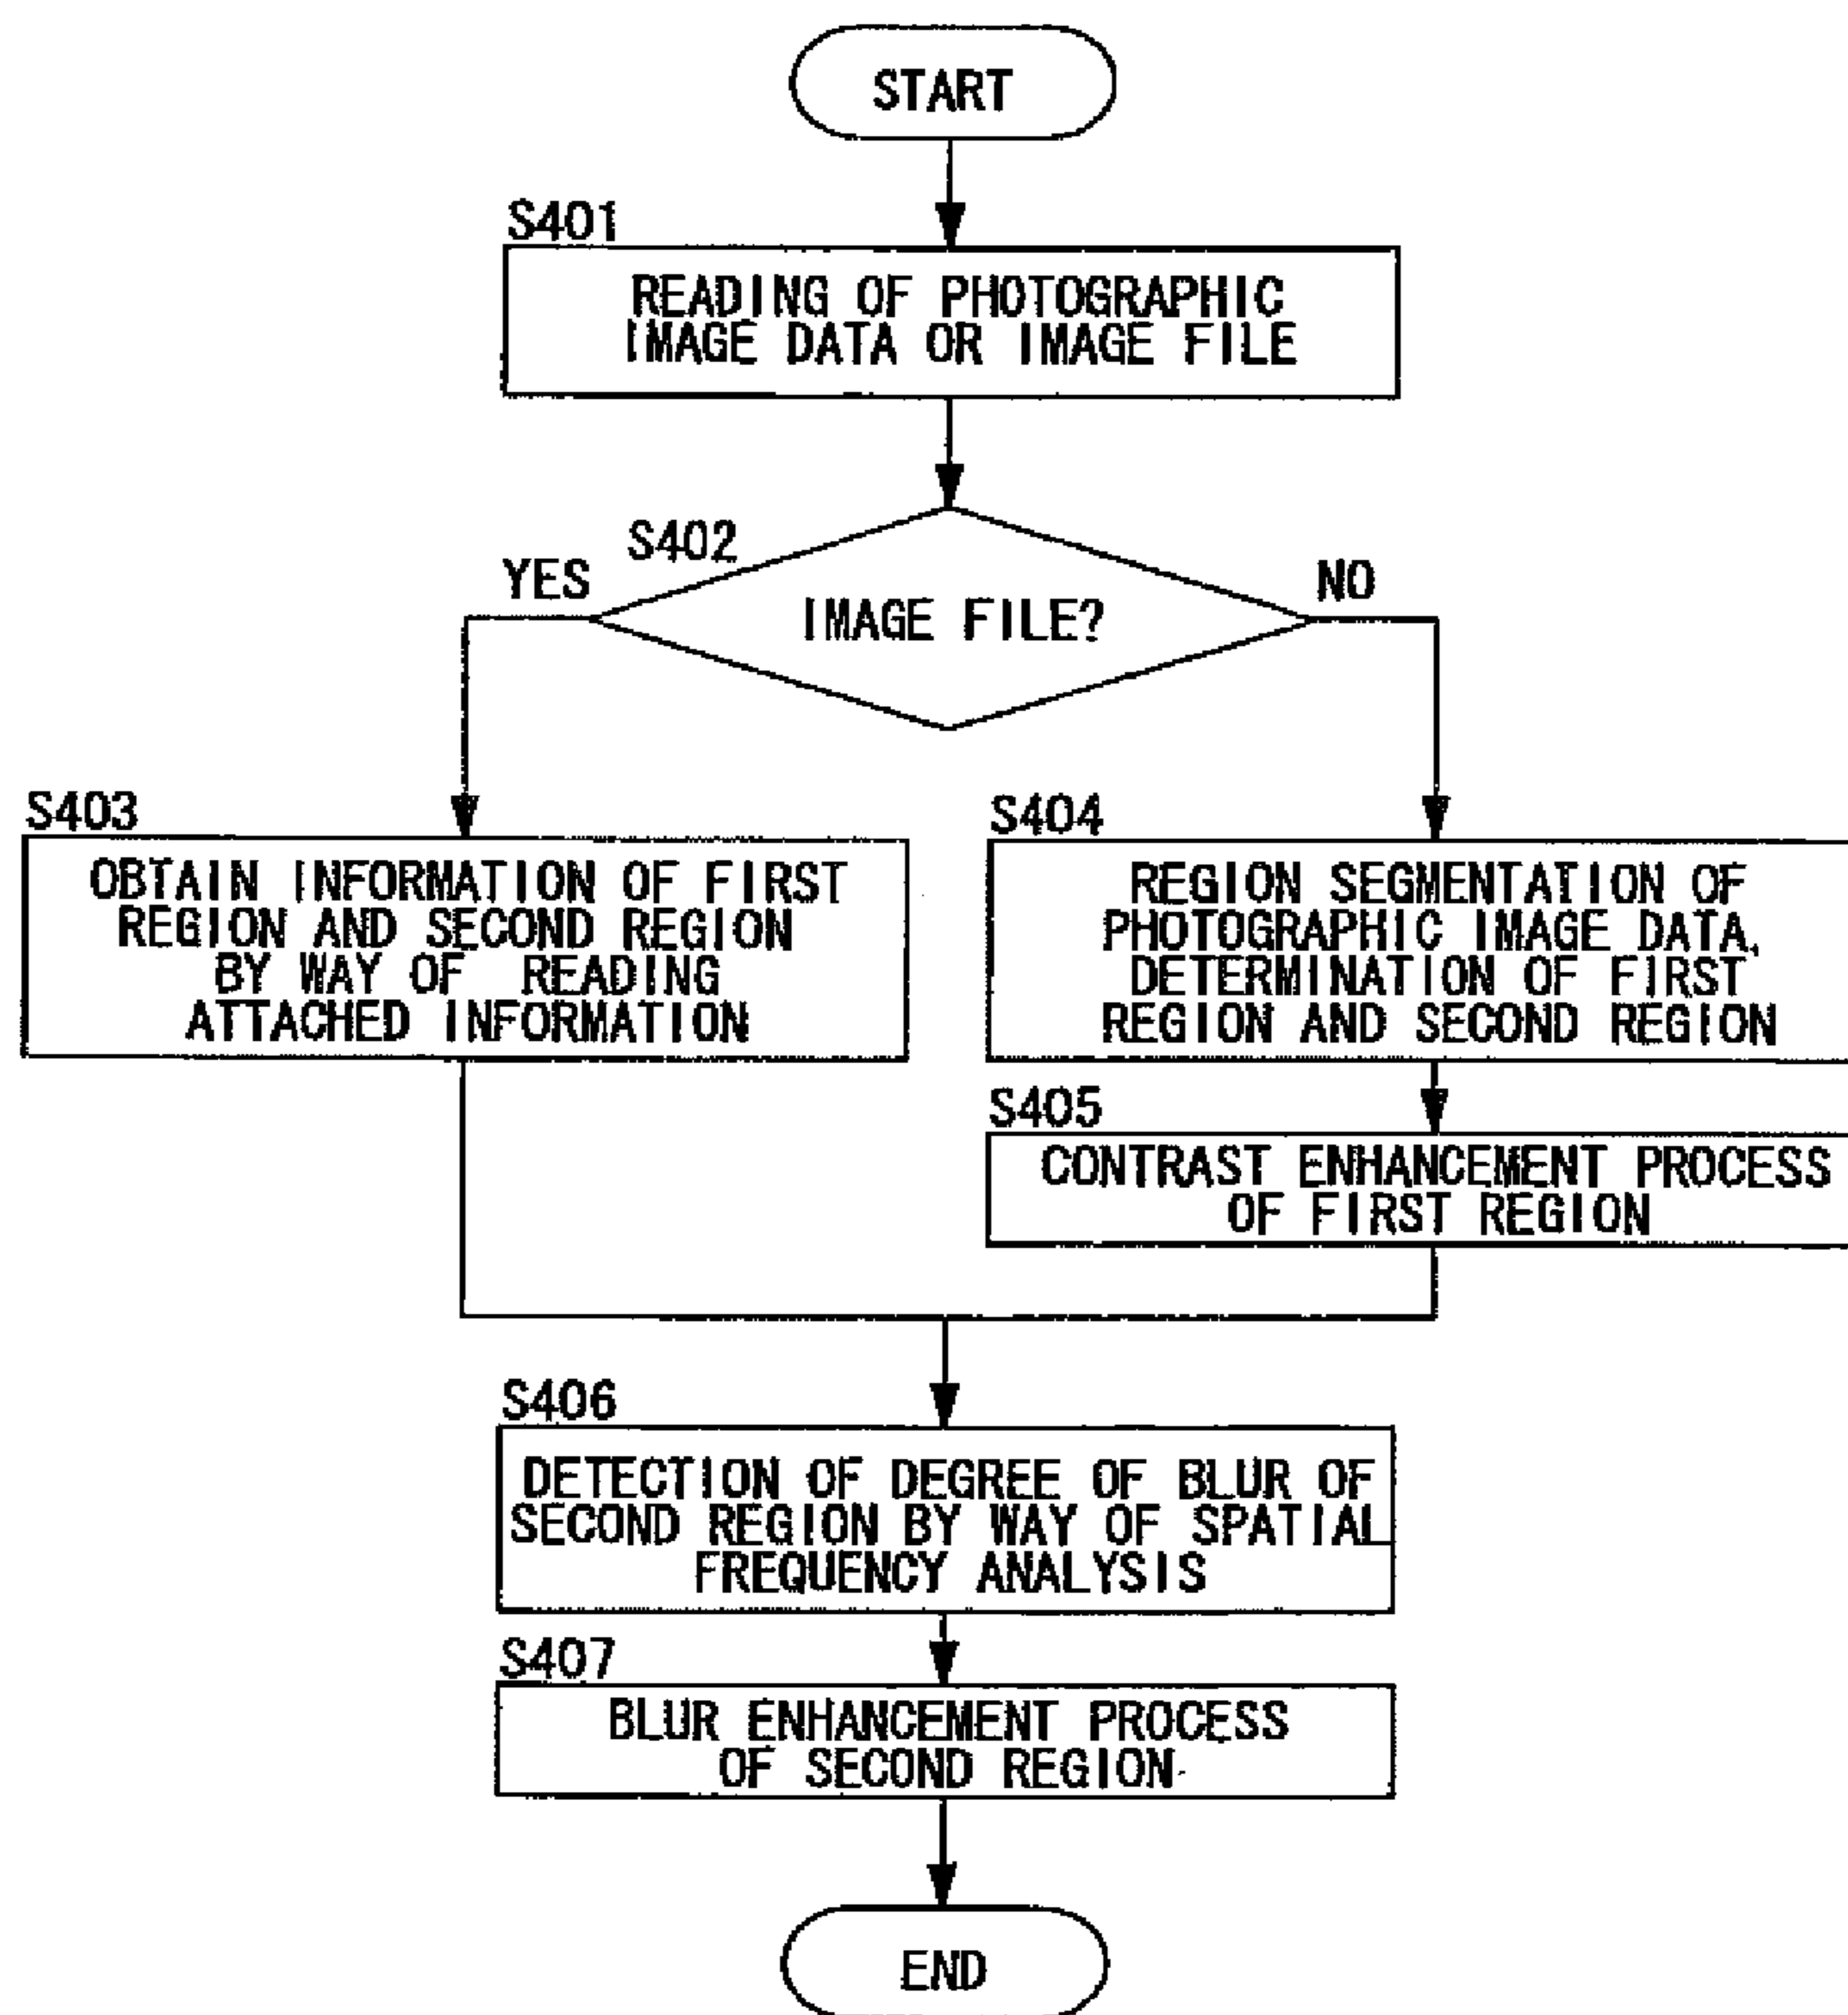 START
S401
READING OF PHOTOGRAPHIC
IMAGE DATA OR IMAGE FILE
S402
YES
NO
IMAGE FILE?
S403
OBTAIN INFORMATION OF FIRST
REGION AND SECOND REGION
BY WAY OF READING
ATTACHED INFORMATION
S404
REGION SEGMENTATION OF
PHOTOGRAPHIC IMAGE DATA,
DETERMINATION OF FIRST
REGION AND SECOND REGION
S405
CONTRAST ENHANCEMENT PROCESS
OF FIRST REGION
S406
DETECTION OF DEGREE OF BLUR OF
SECOND REGION BY WAY OF SPATIAL
FREQUENCY ANALYSIS
S407
BLUR ENHANCEMENT PROCESS
OF SECOND REGION
END